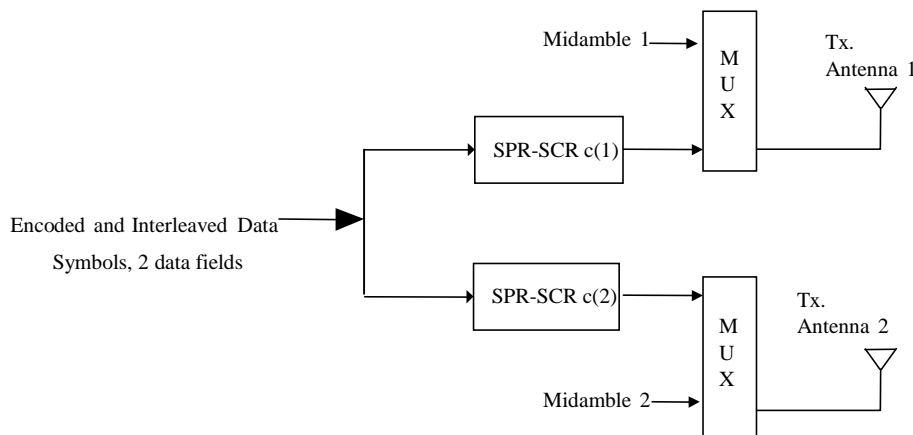 Midamble 1
M
U
X
Tx.
Antenna 1
SPR-SCR c(1)
Encoded and Interleaved Data
Symbols, 2 data fields
SPR-SCR c(2)
M
U
X
Tx.
Antenna 2
Midamble 2